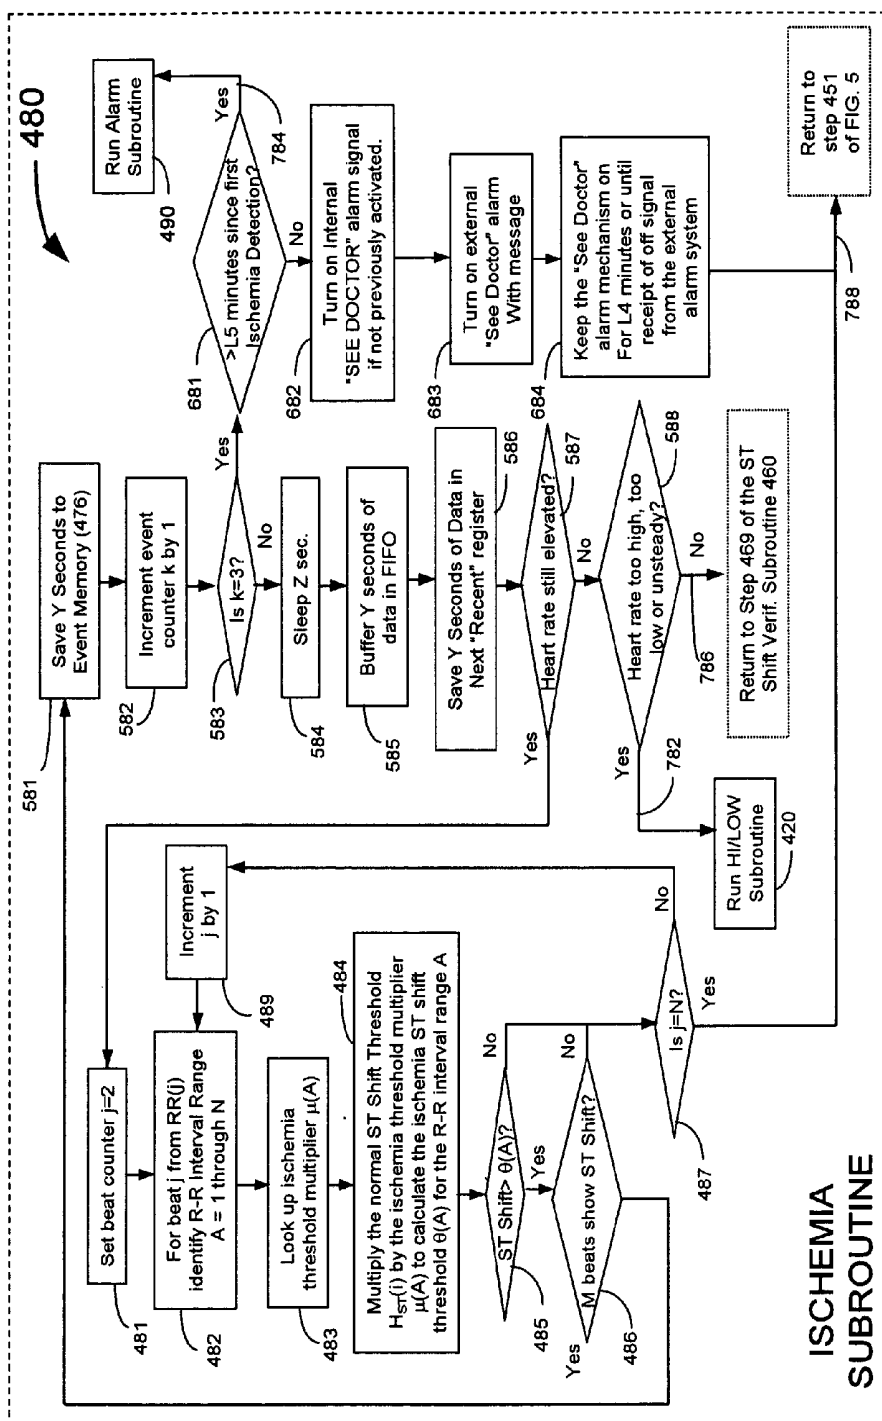 480
Set beat counter j=2
481
For beat j from RR(j)
identify R-R Interval Range
A = 1 through N
482
Look up ischemia
threshold multiplier μ(A)
483
Multiply the normal ST Shift Threshold
H_ST(i) by the ischemia threshold multiplier
μ(A) to calculate the ischemia ST shift
threshold θ(A) for the R-R interval range A
484
ST Shift> θ(A)?
485
No
Yes
M beats show ST Shift?
486
Yes
No
Is j=N?
487
No
Yes
Increment
j by 1
489
Save Y Seconds to
Event Memory (476)
581
Increment event
counter k by 1
582
Is k=3?
583
Yes
No
Sleep Z sec.
584
Buffer Y seconds of
data in FIFO
585
Save Y Seconds of Data in
Next "Recent" register
586
Heart rate still elevated?
587
Yes
No
Heart rate too high, too
low or unsteady?
588
Yes
782
No
786
Run HI/LOW
Subroutine
420
Return to Step 469 of the ST
Shift Verif. Subroutine 460
>L5 minutes since first
Ischemia Detection?
681
Yes
784
No
Run Alarm
Subroutine
490
Turn on Internal
"SEE DOCTOR" alarm signal
if not previously activated.
682
Turn on external
"See Doctor" alarm
With message
683
Keep the "See Doctor"
alarm mechanism on
For L4 minutes or until
receipt of off signal
from the external
alarm system
684
788
Return to
step 451
of FIG. 5
ISCHEMIA
SUBROUTINE